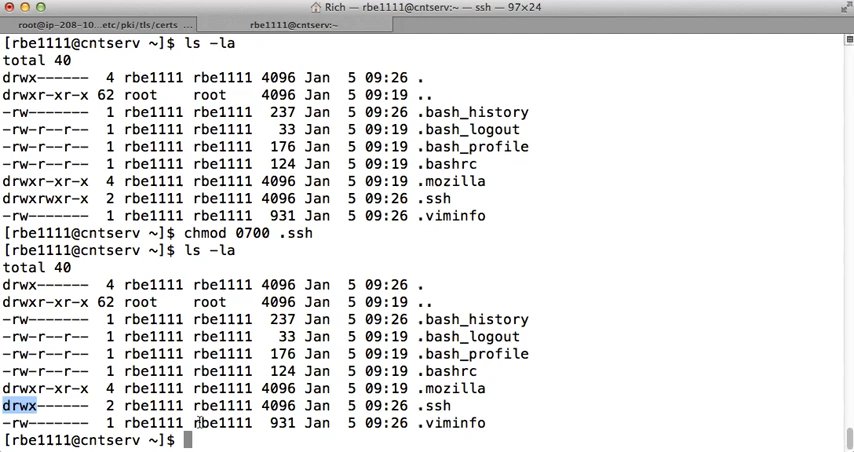 Rich — rbe1111@cntserv:~ — ssh — 97×24
root@ip-208-10...etc/pki/tls/certs ...
rbe1111@cntserv:~
[rbe1111@cntserv ~]$ ls -la
total 40
drwx------  4 rbe1111 rbe1111 4096 Jan  5 09:26 .
drwxr-xr-x 62 root    root    4096 Jan  5 09:19 ..
-rw-------  1 rbe1111 rbe1111  237 Jan  5 09:26 .bash_history
-rw-r--r--  1 rbe1111 rbe1111   33 Jan  5 09:19 .bash_logout
-rw-r--r--  1 rbe1111 rbe1111  176 Jan  5 09:19 .bash_profile
-rw-r--r--  1 rbe1111 rbe1111  124 Jan  5 09:19 .bashrc
drwxr-xr-x  4 rbe1111 rbe1111 4096 Jan  5 09:19 .mozilla
drwxrwxr-x  2 rbe1111 rbe1111 4096 Jan  5 09:26 .ssh
-rw-------  1 rbe1111 rbe1111  931 Jan  5 09:26 .viminfo
[rbe1111@cntserv ~]$ chmod 0700 .ssh
[rbe1111@cntserv ~]$ ls -la
total 40
drwx------  4 rbe1111 rbe1111 4096 Jan  5 09:26 .
drwxr-xr-x 62 root    root    4096 Jan  5 09:19 ..
-rw-------  1 rbe1111 rbe1111  237 Jan  5 09:26 .bash_history
-rw-r--r--  1 rbe1111 rbe1111   33 Jan  5 09:19 .bash_logout
-rw-r--r--  1 rbe1111 rbe1111  176 Jan  5 09:19 .bash_profile
-rw-r--r--  1 rbe1111 rbe1111  124 Jan  5 09:19 .bashrc
drwxr-xr-x  4 rbe1111 rbe1111 4096 Jan  5 09:19 .mozilla
drwx------  2 rbe1111 rbe1111 4096 Jan  5 09:26 .ssh
-rw-------  1 rbe1111 rbe1111  931 Jan  5 09:26 .viminfo
[rbe1111@cntserv ~]$